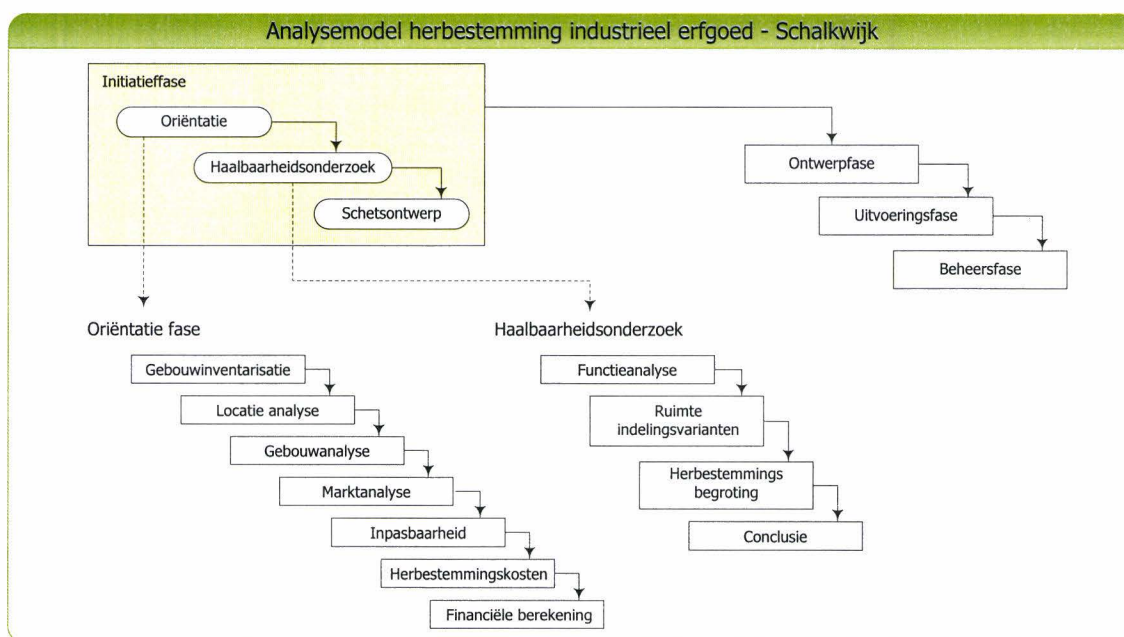 Analysemodel herbestemming industrieel erfgoed - Schalkwijk
Initiatieffase
Oriëntatie
Haalbaarheidsonderzoek
Schetsontwerp
Ontwerpfase
Uitvoeringsfase
Beheersfase
Oriëntatie fase
Gebouwinventarisatie
Locatie analyse
Gebouwanalyse
Marktanalyse
Inpasbaarheid
Herbestemmingskosten
Financiële berekening
Haalbaarheidsonderzoek
Functieanalyse
Ruimte
indelingsvarianten
Herbestemmings
begroting
Conclusie